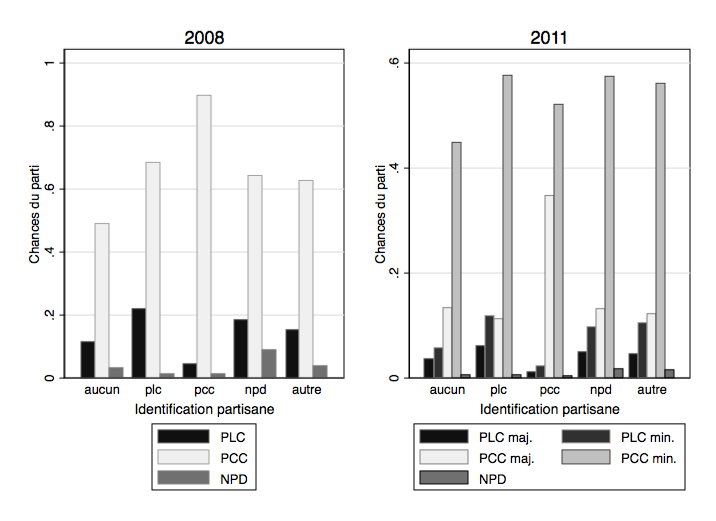 2008
Chances du parti
1
.8
.6
.4
.2
0
aucun plc pcc npd autre
Identification partisane
PLC
PCC
NPD
2011
Chances du parti
.6
.4
.2
0
aucun plc pcc npd autre
Identification partisane
PLC maj. PLC min.
PCC maj. PCC min.
NPD